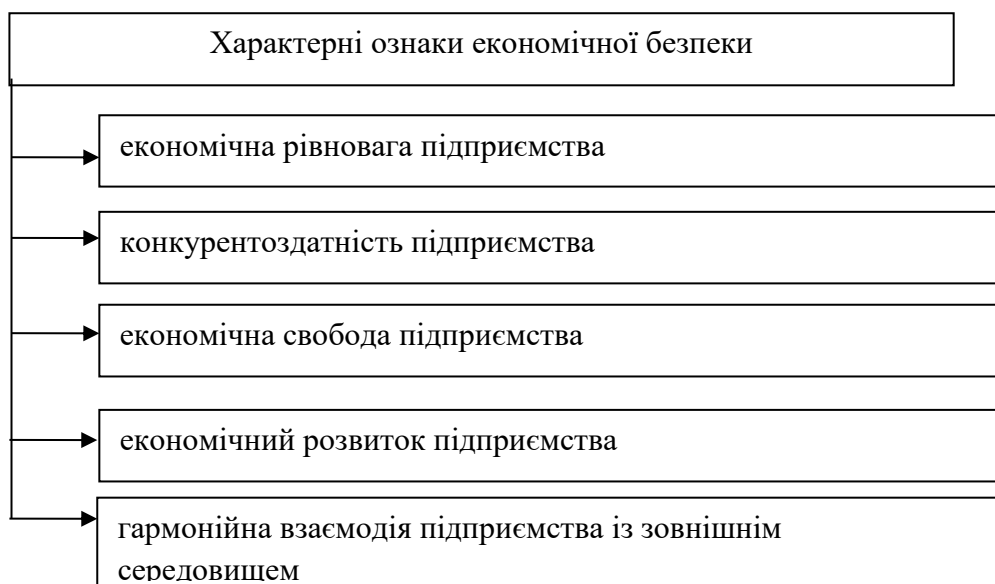 Характерні ознаки економічної безпеки
економічна рівновага підприємства
конкурентоздатність підприємства
економічна свобода підприємства
економічний розвиток підприємства
гармонійна взаємодія підприємства із зовнішнім
середовищем